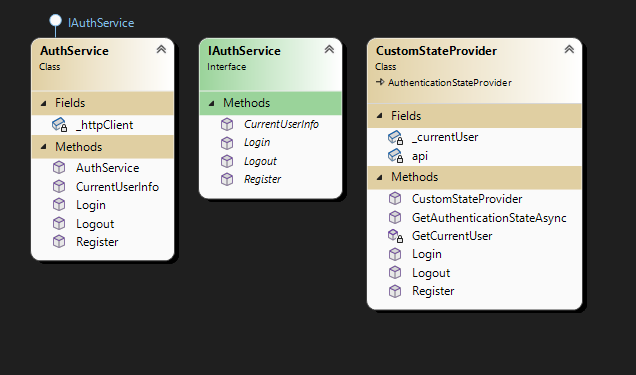 IAuthService
AuthService
Class
Fields
_httpClient
Methods
AuthService
CurrentUserInfo
Login
Logout
Register
IAuthService
Interface
Methods
CurrentUserInfo
Login
Logout
Register
CustomStateProvider
Class
AuthenticationStateProvider
Fields
_currentUser
api
Methods
CustomStateProvider
GetAuthenticationStateAsync
GetCurrentUser
Login
Logout
Register